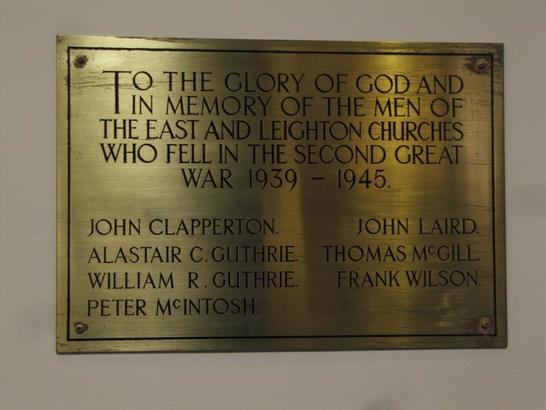 TO THE GLORY OF GOD AND
IN MEMORY OF THE MEN OF
THE EAST AND LEIGHTON CHURCHES
WHO FELL IN THE SECOND GREAT
WAR 1939 – 1945.
JOHN CLAPPERTON. JOHN LAIRD.
ALASTAIR C. GUTHRIE. THOMAS McGILL.
WILLIAM R. GUTHRIE. FRANK WILSON.
PETER McINTOSH.